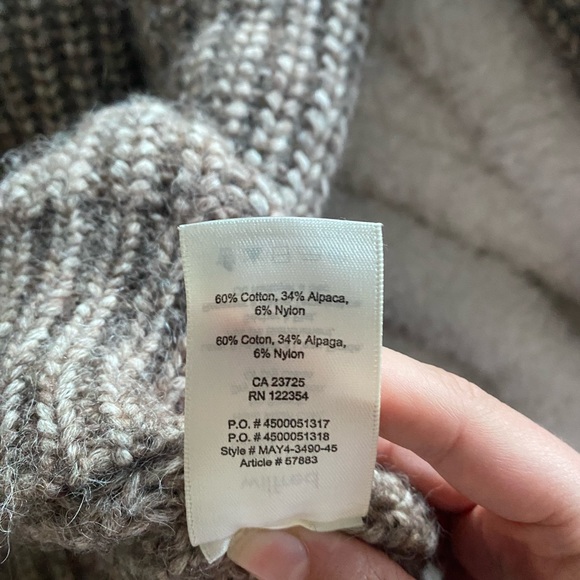 60% Cotton, 34% Alpaca,
6% Nylon
60% Coton, 34% Alpaga,
6% Nylon
CA 23725
RN 122354
P.O. # 4500051317
P.O. # 4500051318
Style # MAY4-3490-45
Article # 57883
wilfred